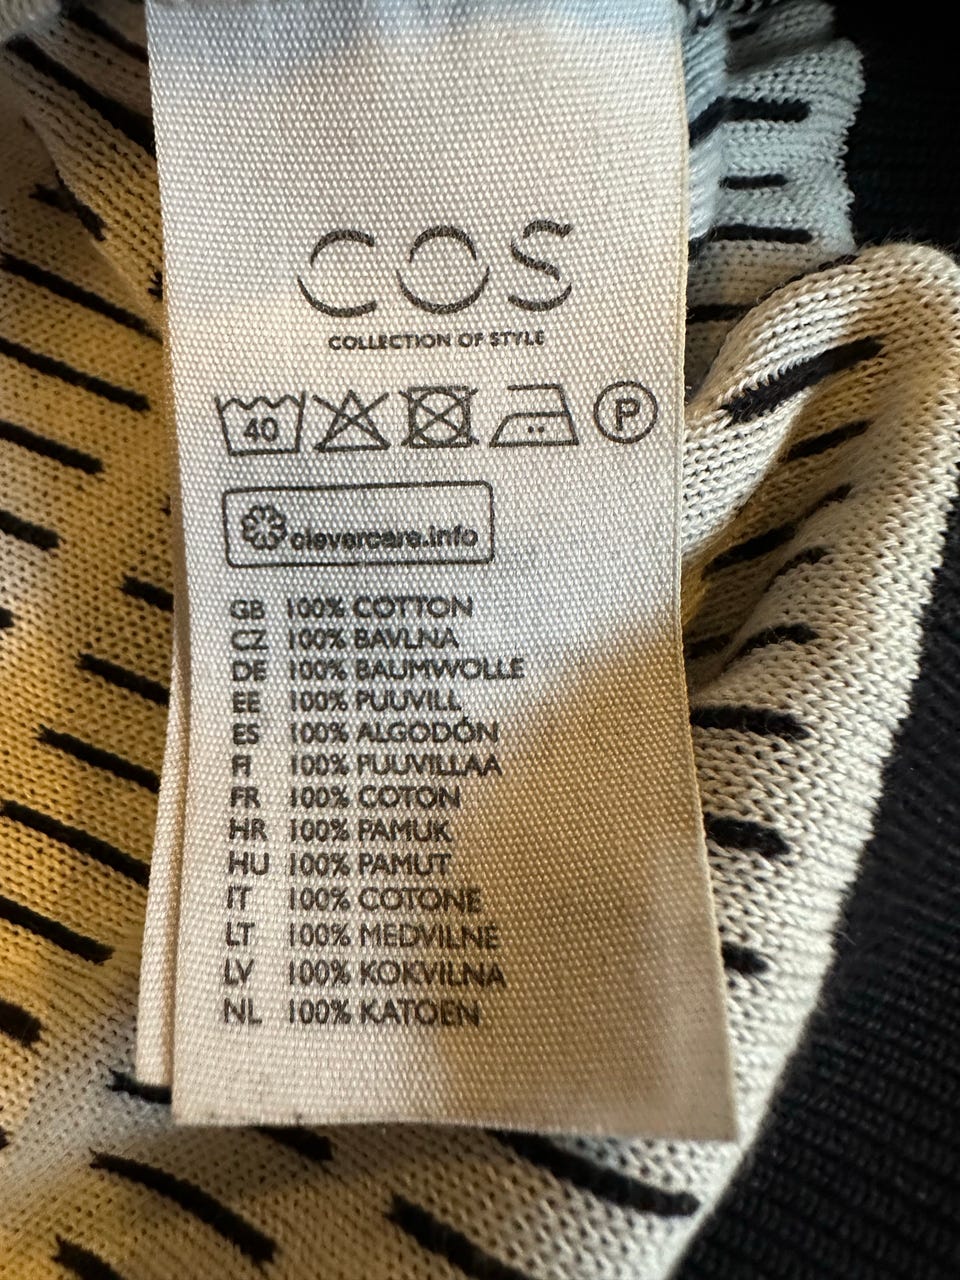 COS
COLLECTION OF STYLE
40 P
clevercare.info
GB 100% COTTON
CZ 100% BAVLNA
DE 100% BAUMWOLLE
EE 100% PUUVILL
ES 100% ALGODÓN
FI 100% PUUVILLAA
FR 100% COTON
HR 100% PAMUK
HU 100% PAMUT
IT 100% COTONE
LT 100% MEDVILNĖ
LV 100% KOKVILNA
NL 100% KATOEN